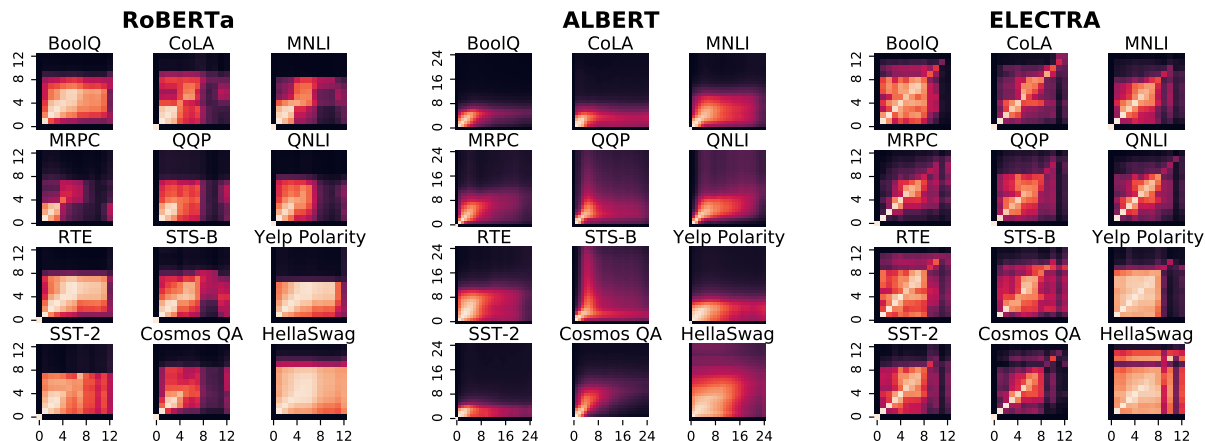 RoBERTa ALBERT ELECTRA
BoolQ CoLA MNLI BoolQ CoLA MNLI BoolQ CoLA MNLI
12 8 4 0 24 16 8 0 12 8 4 0
MRPC QQP QNLI MRPC QQP QNLI MRPC QQP QNLI
12 8 4 0 24 16 8 0 12 8 4 0
RTE STS-B Yelp Polarity RTE STS-B Yelp Polarity RTE STS-B Yelp Polarity
12 8 4 0 24 16 8 0 12 8 4 0
SST-2 Cosmos QA HellaSwag SST-2 Cosmos QA HellaSwag SST-2 Cosmos QA HellaSwag
12 8 4 0 24 16 8 0 12 8 4 0
0 4 8 12 0 4 8 12 0 4 8 12 0 8 16 24 0 8 16 24 0 8 16 24 0 4 8 12 0 4 8 12 0 4 8 12